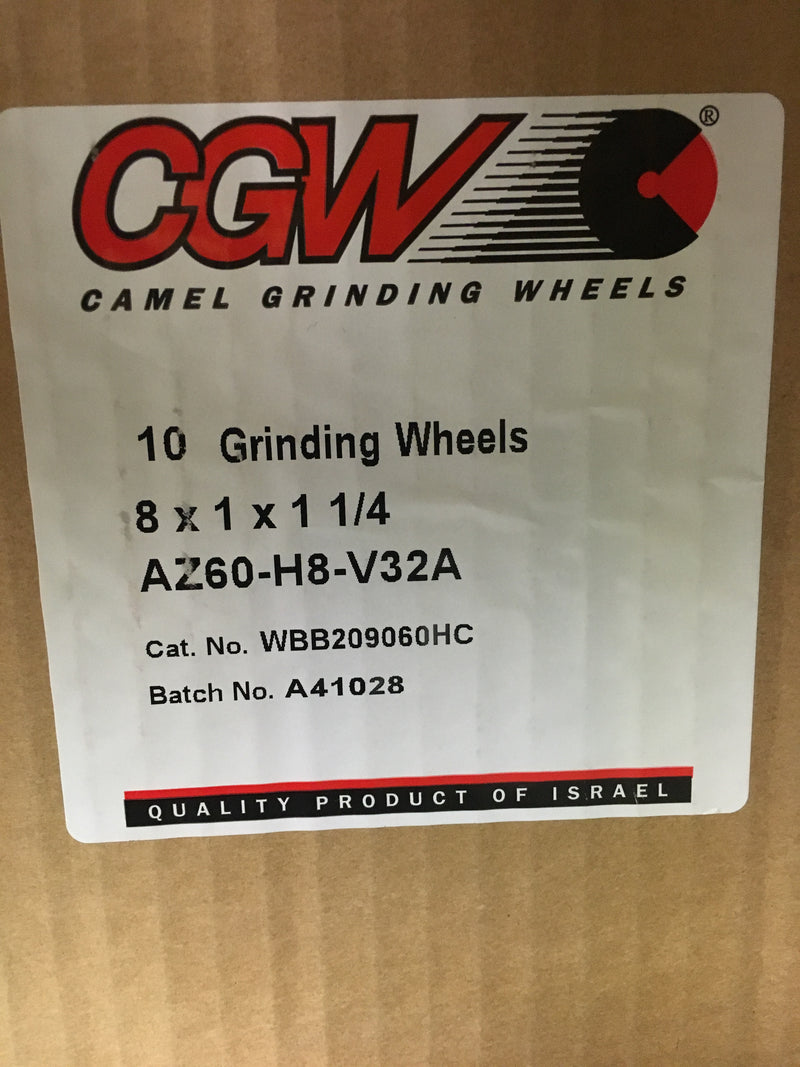 CGW®
CAMEL GRINDING WHEELS
10 Grinding Wheels
8 x 1 x 1 1/4
AZ60-H8-V32A
Cat. No. WBB209060HC
Batch No. A41028
QUALITY PRODUCT OF ISRAEL